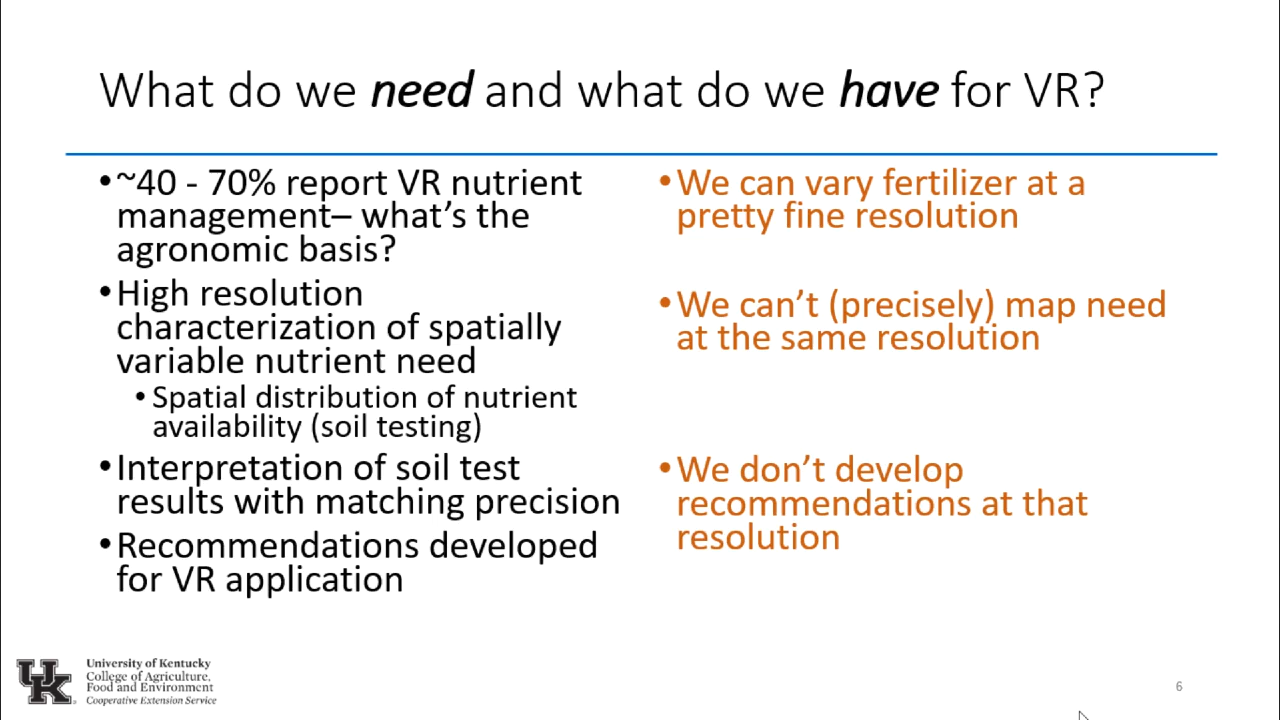 What do we need and what do we have for VR?
•~40 - 70% report VR nutrient
management– what’s the
agronomic basis?
•High resolution
characterization of spatially
variable nutrient need
•Spatial distribution of nutrient
availability (soil testing)
•Interpretation of soil test
results with matching precision
•Recommendations developed
for VR application
•We can vary fertilizer at a
pretty fine resolution
•We can’t (precisely) map need
at the same resolution
•We don’t develop
recommendations at that
resolution
UK
University of Kentucky
College of Agriculture,
Food and Environment
Cooperative Extension Service
6